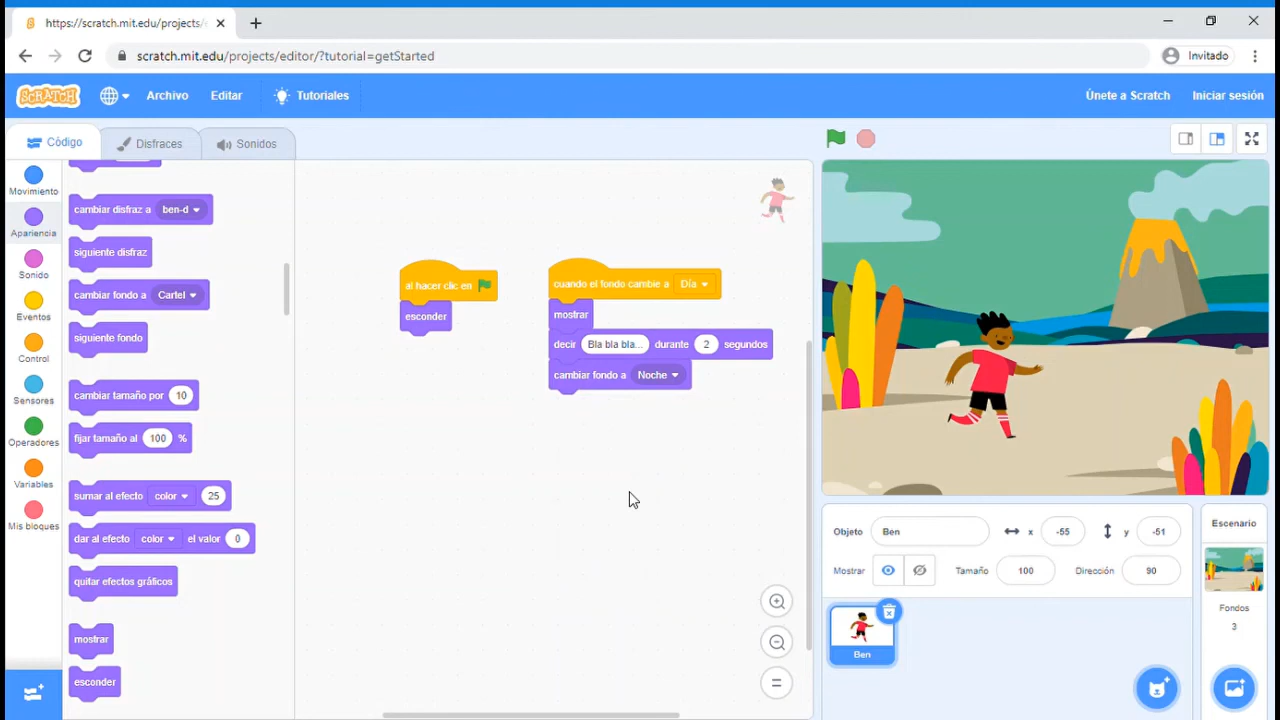 https://scratch.mit.edu/projects/
scratch.mit.edu/projects/editor/?tutorial=getStarted
Invitado
SCRATCH
Archivo
Editar
Tutoriales
Únete a Scratch
Iniciar sesión
Código
Disfraces
Sonidos
Movimiento
Apariencia
Sonido
Eventos
Control
Sensores
Operadores
Variables
Mis bloques
cambiar disfraz a ben-d
siguiente disfraz
cambiar fondo a Cartel
siguiente fondo
cambiar tamaño por 10
fijar tamaño al 100 %
sumar al efecto color 25
dar al efecto color el valor 0
quitar efectos gráficos
mostrar
esconder
al hacer clic en
esconder
cuando el fondo cambie a Día
mostrar
decir Bla bla bla... durante 2 segundos
cambiar fondo a Noche
Objeto Ben x -55 y -51
Mostrar Tamaño 100 Dirección 90
Ben
Escenario
Fondos
3